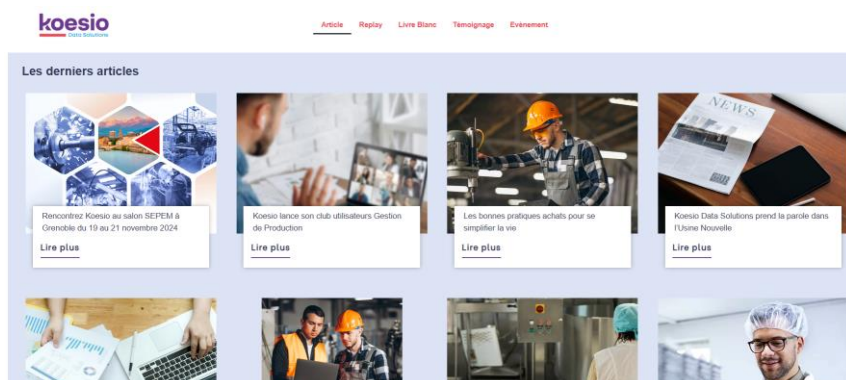 koesio
Data Solutions
Article
Replay
Livre Blanc
Témoignage
Evènement
Les derniers articles
NEWS
Rencontrez Koesio au salon SEPEM à
Grenoble du 19 au 21 novembre 2024
Lire plus
Koesio lance son club utilisateurs Gestion
de Production
Lire plus
Les bonnes pratiques achats pour se
simplifier la vie
Lire plus
Koesio Data Solutions prend la parole dans
l'Usine Nouvelle
Lire plus